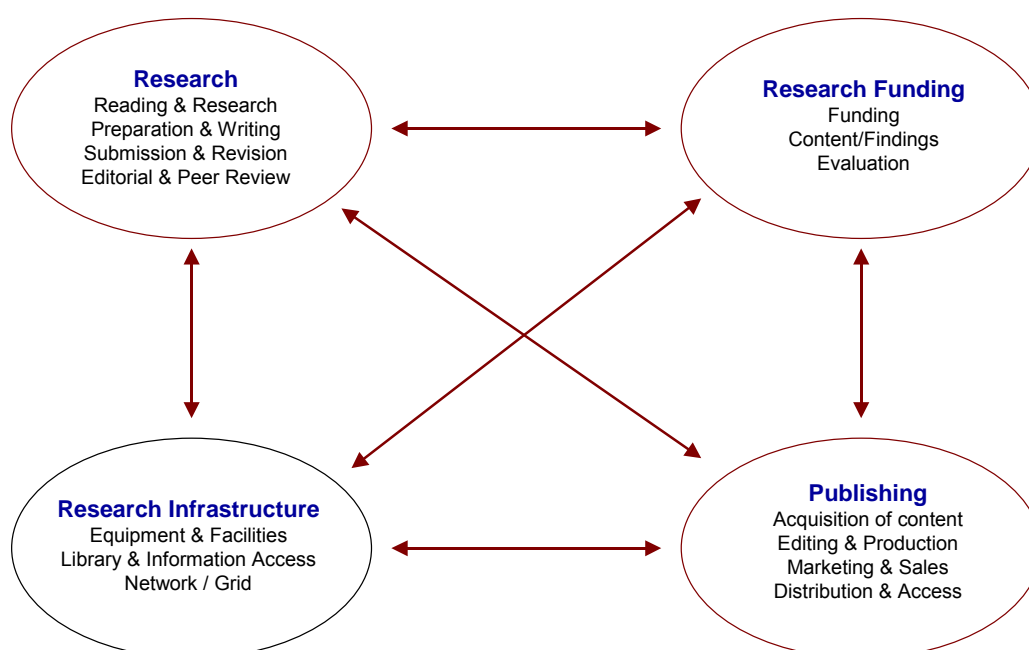 Research
Reading & Research
Preparation & Writing
Submission & Revision
Editorial & Peer Review
Research Funding
Funding
Content/Findings
Evaluation
Research Infrastructure
Equipment & Facilities
Library & Information Access
Network / Grid
Publishing
Acquisition of content
Editing & Production
Marketing & Sales
Distribution & Access